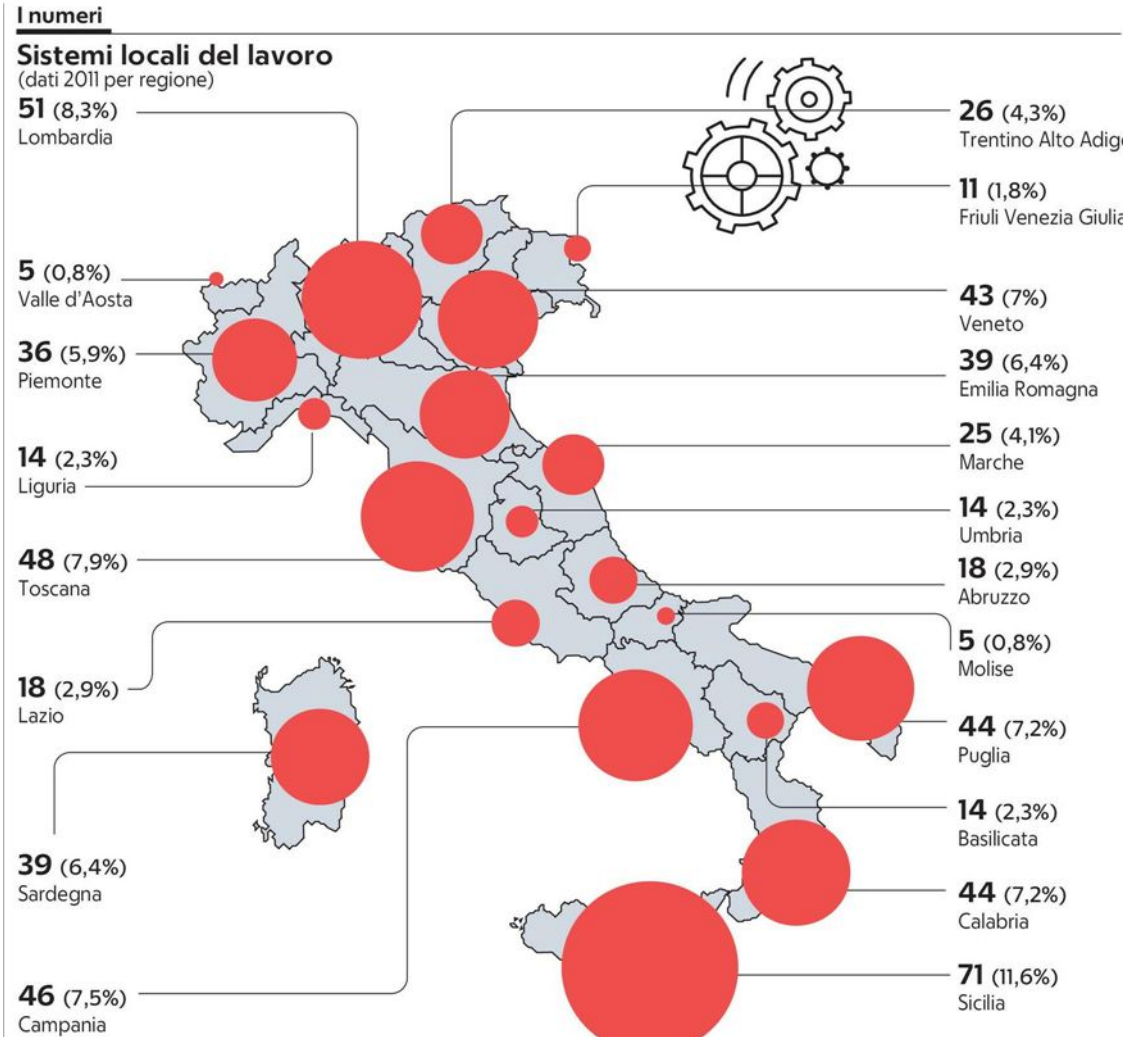 I numeri
Sistemi locali del lavoro
(dati 2011 per regione)
51 (8,3%)
Lombardia
5 (0,8%)
Valle d'Aosta
36 (5,9%)
Piemonte
14 (2,3%)
Liguria
48 (7,9%)
Toscana
18 (2,9%)
Lazio
39 (6,4%)
Sardegna
46 (7,5%)
Campania
26 (4,3%)
Trentino Alto Adige
11 (1,8%)
Friuli Venezia Giulia
43 (7%)
Veneto
39 (6,4%)
Emilia Romagna
25 (4,1%)
Marche
14 (2,3%)
Umbria
18 (2,9%)
Abruzzo
5 (0,8%)
Molise
44 (7,2%)
Puglia
14 (2,3%)
Basilicata
44 (7,2%)
Calabria
71 (11,6%)
Sicilia